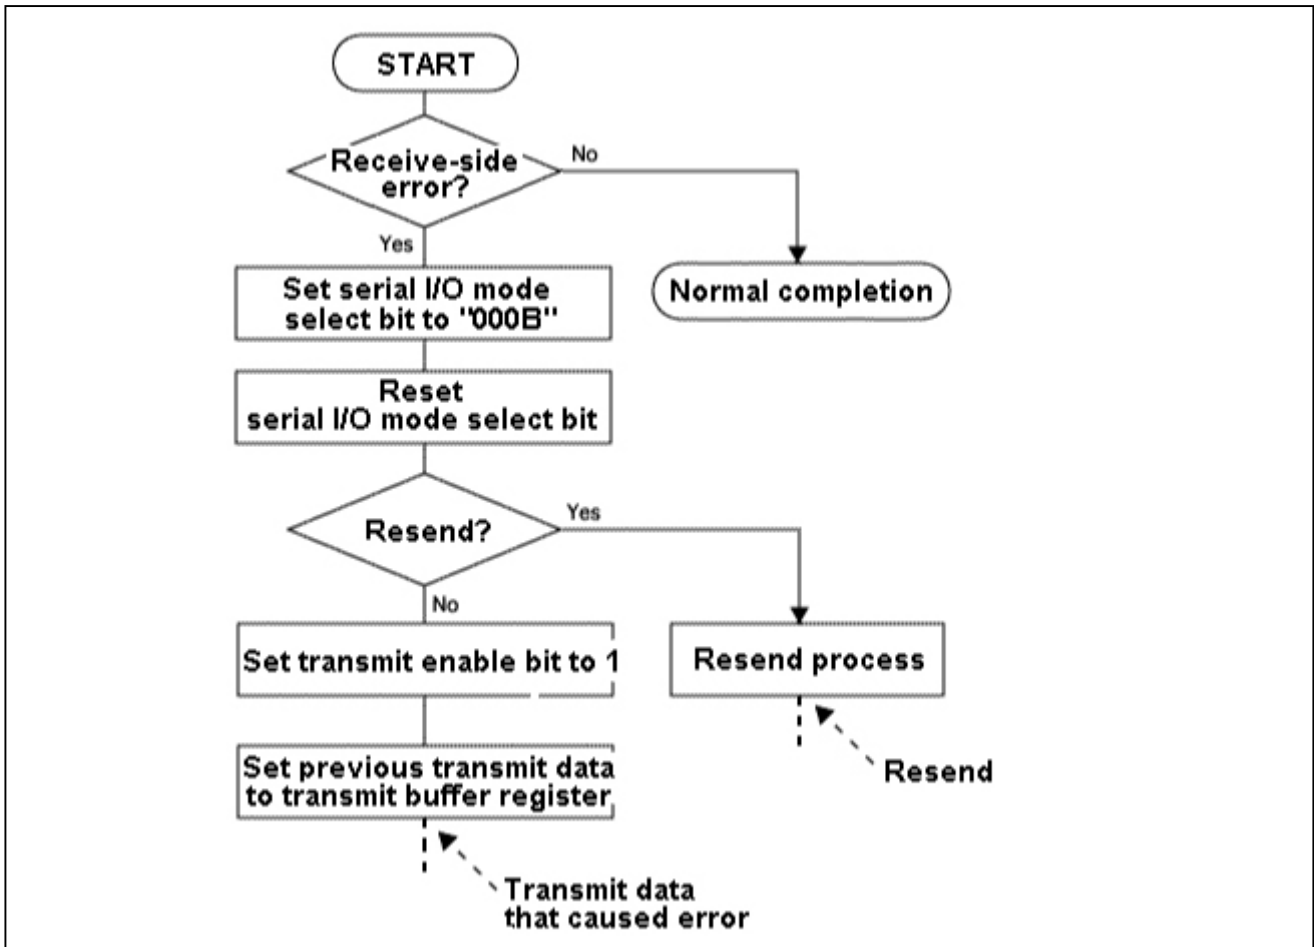 START
Receive-side
error?
No
Yes
Set serial I/O mode
select bit to "000B"
Normal completion
Reset
serial I/O mode select bit
Resend?
Yes
No
Set transmit enable bit to 1
Resend process
Set previous transmit data
to transmit buffer register
Resend
Transmit data
that caused error